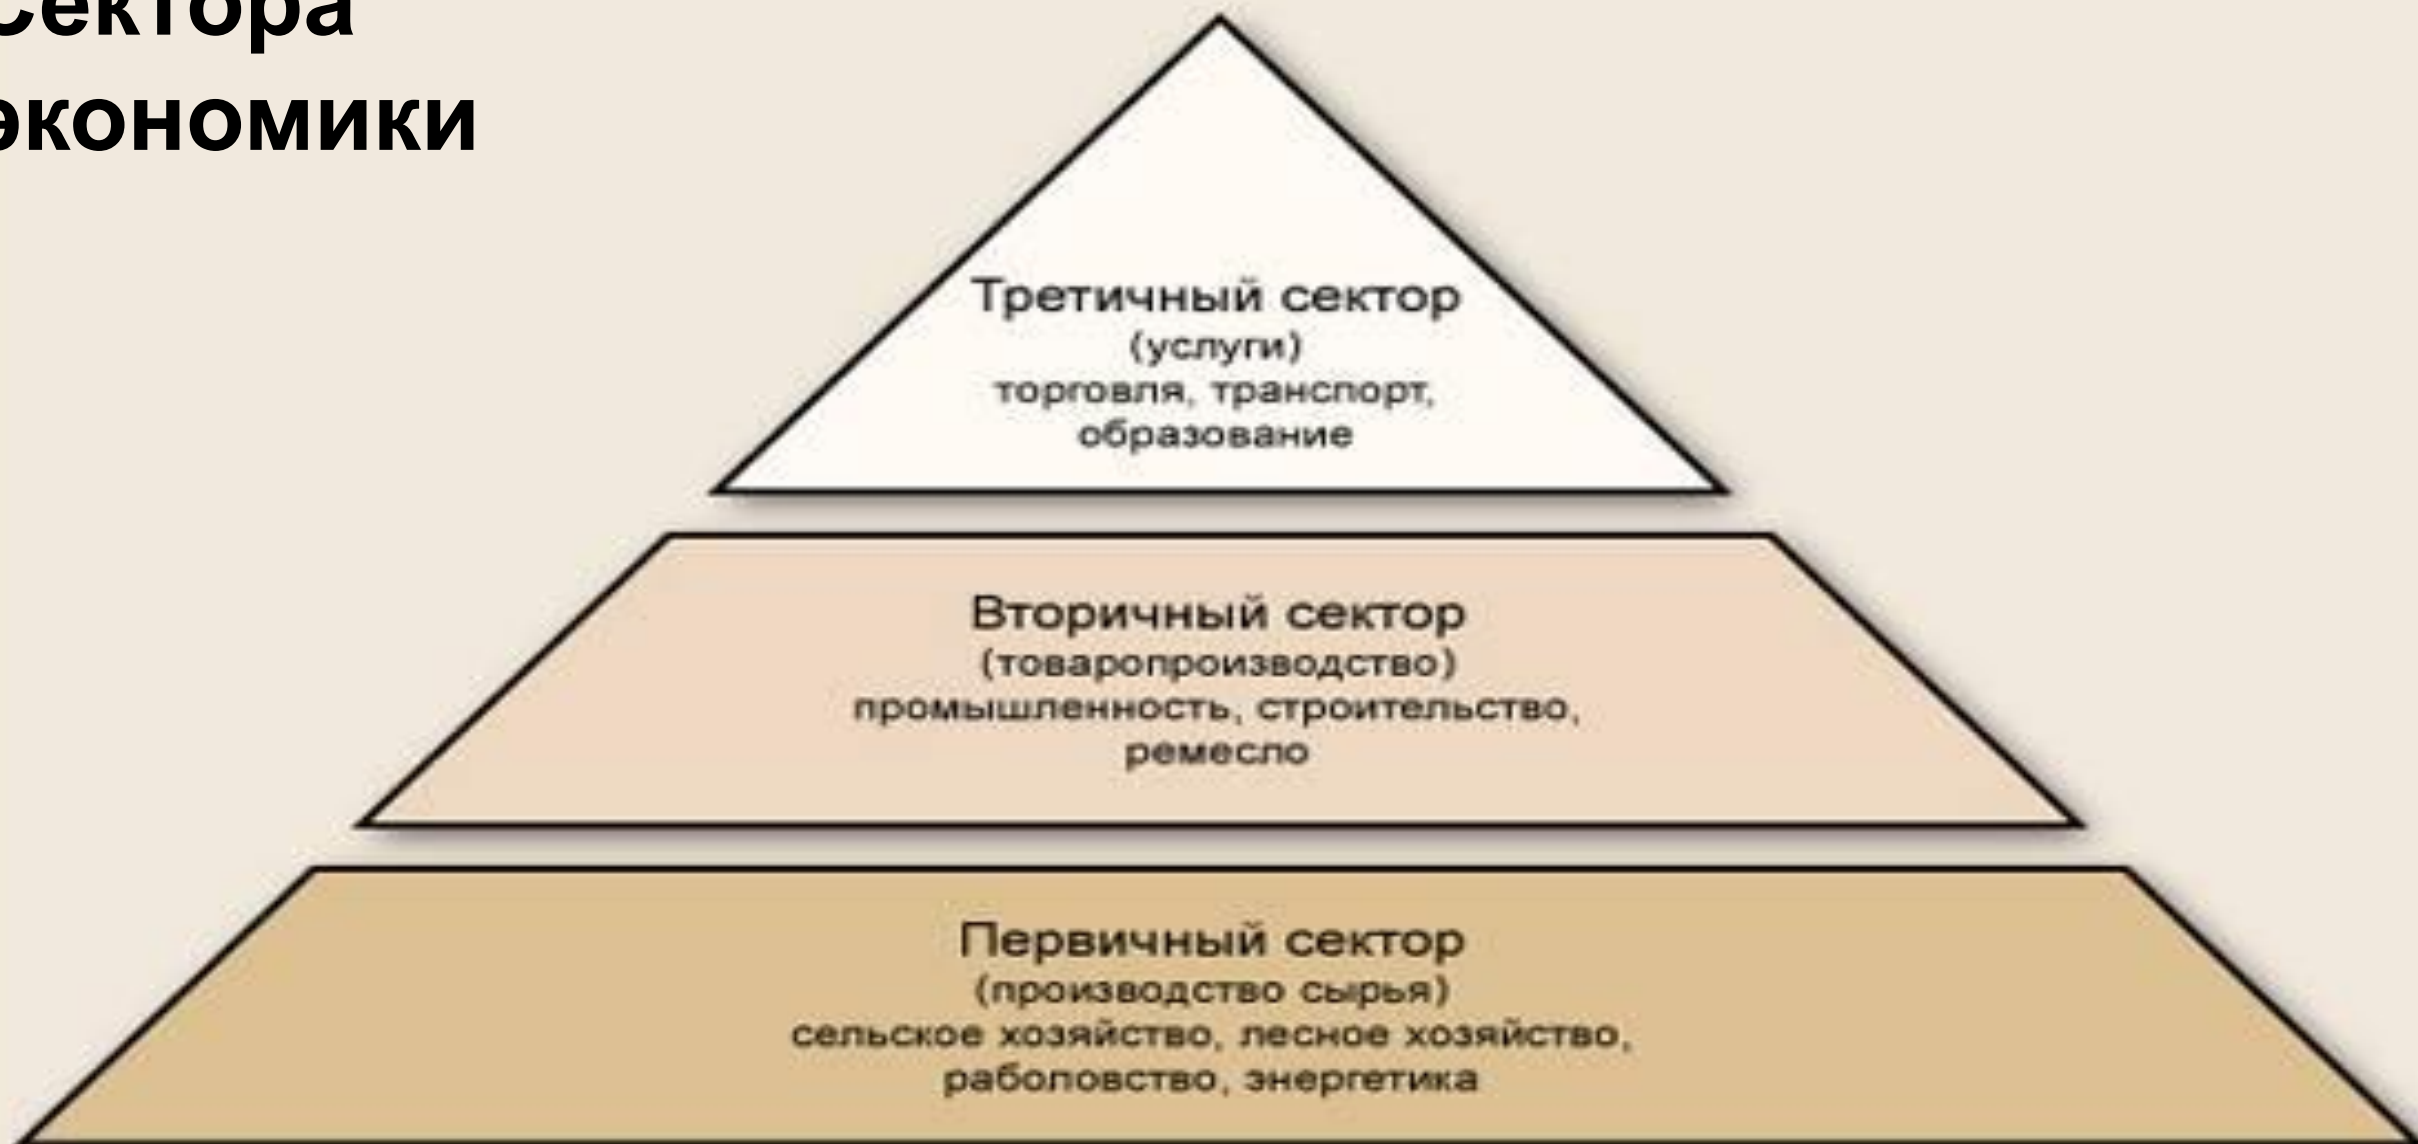 Сектора
экономики
Третичный сектор
(услуги)
торговля, транспорт,
образование
Вторичный сектор
(товаропроизводство)
промышленность, строительство,
ремесло
Первичный сектор
(производство сырья)
сельское хозяйство, лесное хозяйство,
раболовство, энергетика